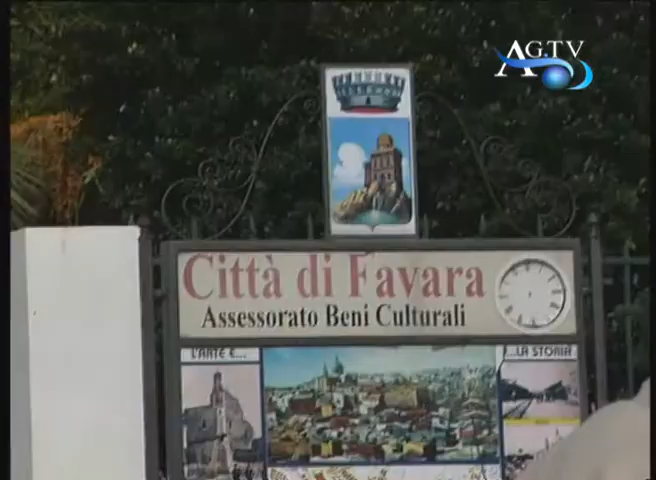 AGTV
Città di Favara
Assessorato Beni Culturali
L'ARTE E...
...LA STORIA